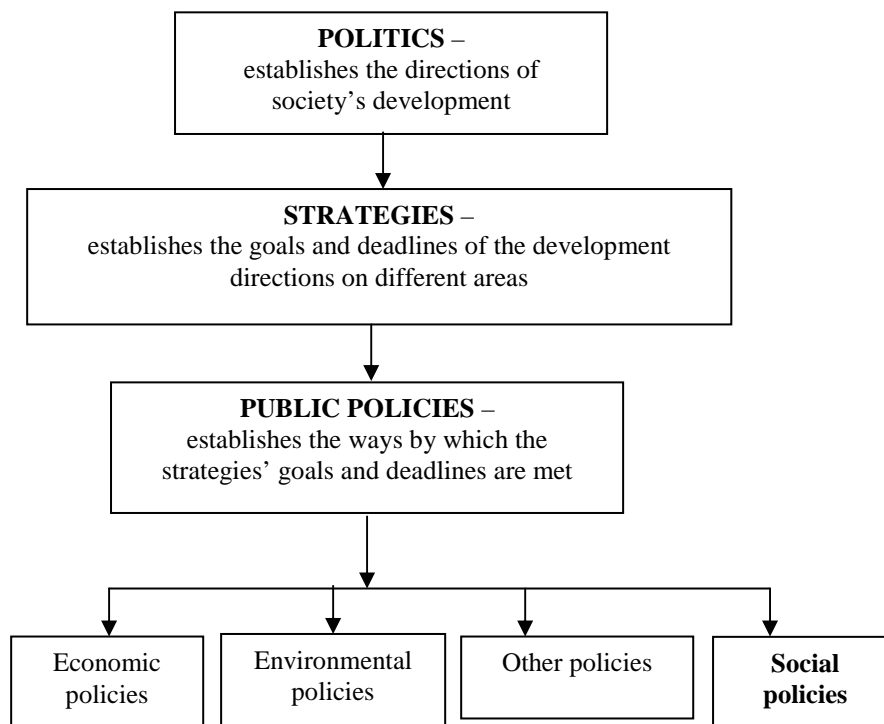 POLITICS –
establishes the directions of
society’s development
STRATEGIES –
establishes the goals and deadlines of the development
directions on different areas
PUBLIC POLICIES –
establishes the ways by which the
strategies’ goals and deadlines are met
Economic
policies
Environmental
policies
Other policies
Social
policies